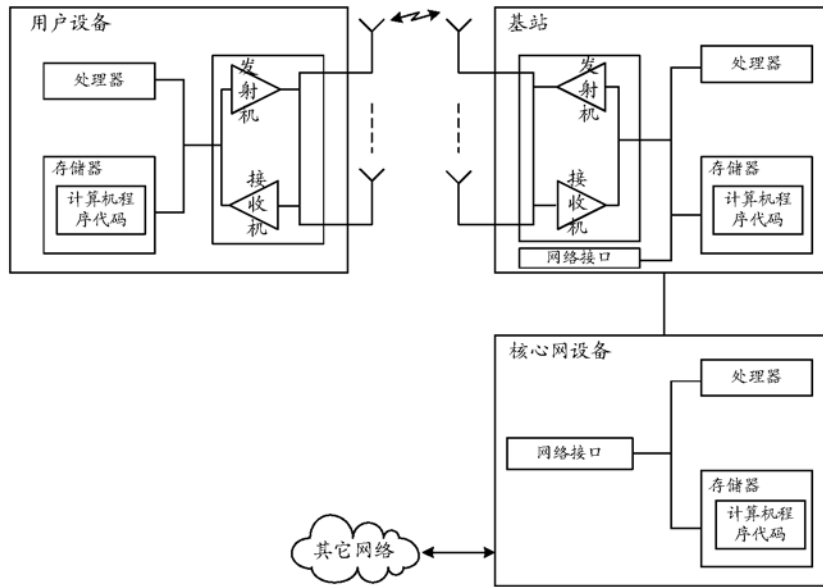 用户设备
处理器
存储器
计算机程
序代码
发
射
机
接
收
机
基站
发
射
机
接
收
机
网络接口
处理器
存储器
计算机程
序代码
核心网设备
处理器
网络接口
存储器
计算机程
序代码
其它网络